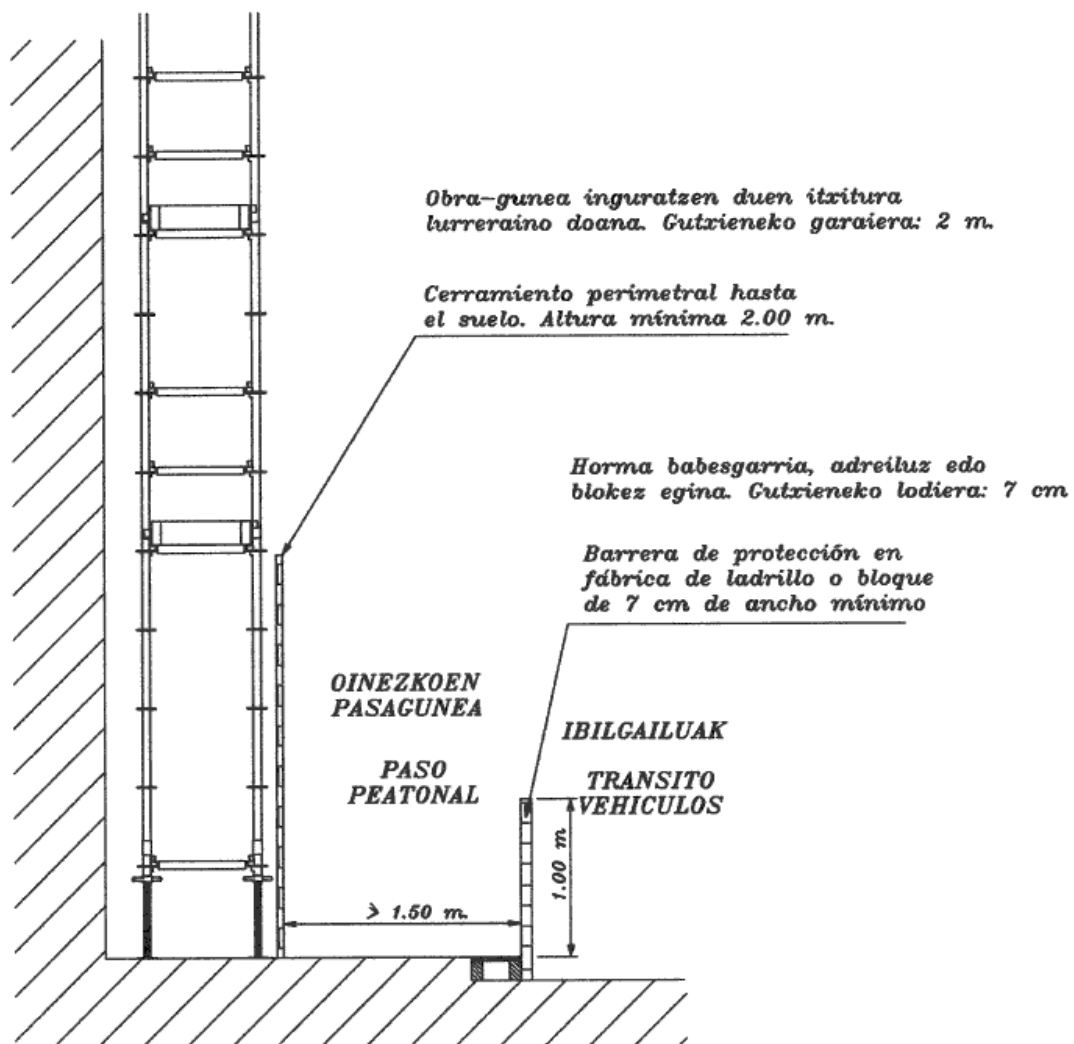 Obra-gunea inguratzen duen itxitura
lurreraino doana. Gutxieneko garaiera: 2 m.
Cerramiento perimetral hasta
el suelo. Altura mínima 2.00 m.
Horma babesgarria, adreiluz edo
blokez egina. Gutxieneko lodiera: 7 cm
Barrera de protección en
fábrica de ladrillo o bloque
de 7 cm de ancho mínimo
OINEZKOEN
PASAGUNEA
PASO
PEATONAL
IBILGAILUAK
TRANSITO
VEHICULOS
1.00 m
⩾ 1.50 m.